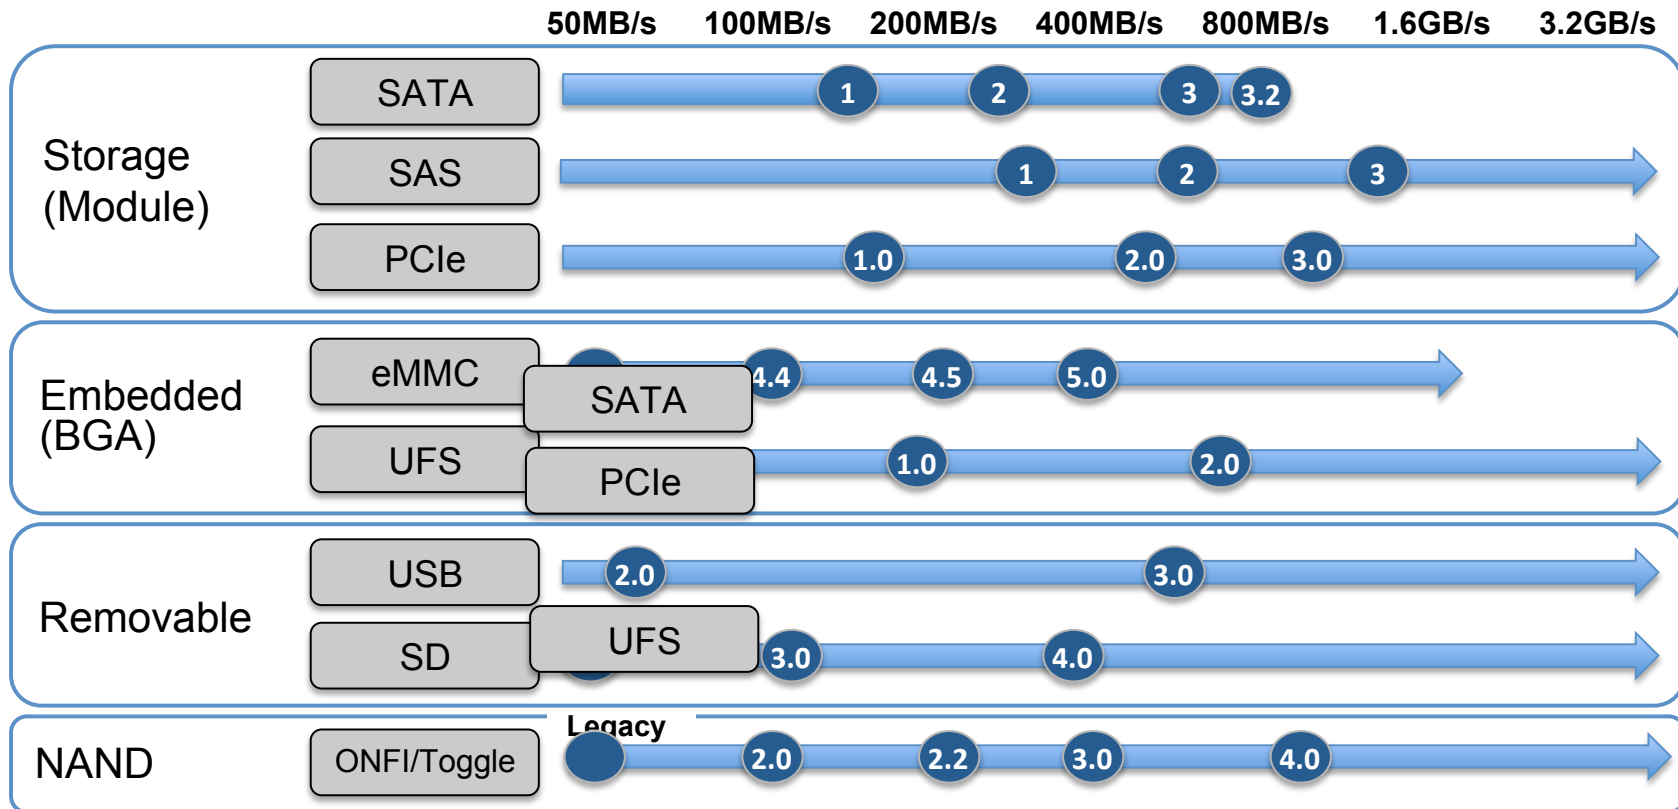 50MB/s 100MB/s 200MB/s 400MB/s 800MB/s 1.6GB/s 3.2GB/s
Storage
(Module)
SATA 1 2 3 3.2
SAS 1 2 3
PCIe 1.0 2.0 3.0
Embedded
(BGA)
eMMC 4.4 4.5 5.0
SATA
UFS 1.0 2.0
PCIe
Removable
USB 2.0 3.0
UFS
SD 3.0 4.0
Legacy
NAND
ONFI/Toggle 2.0 2.2 3.0 4.0